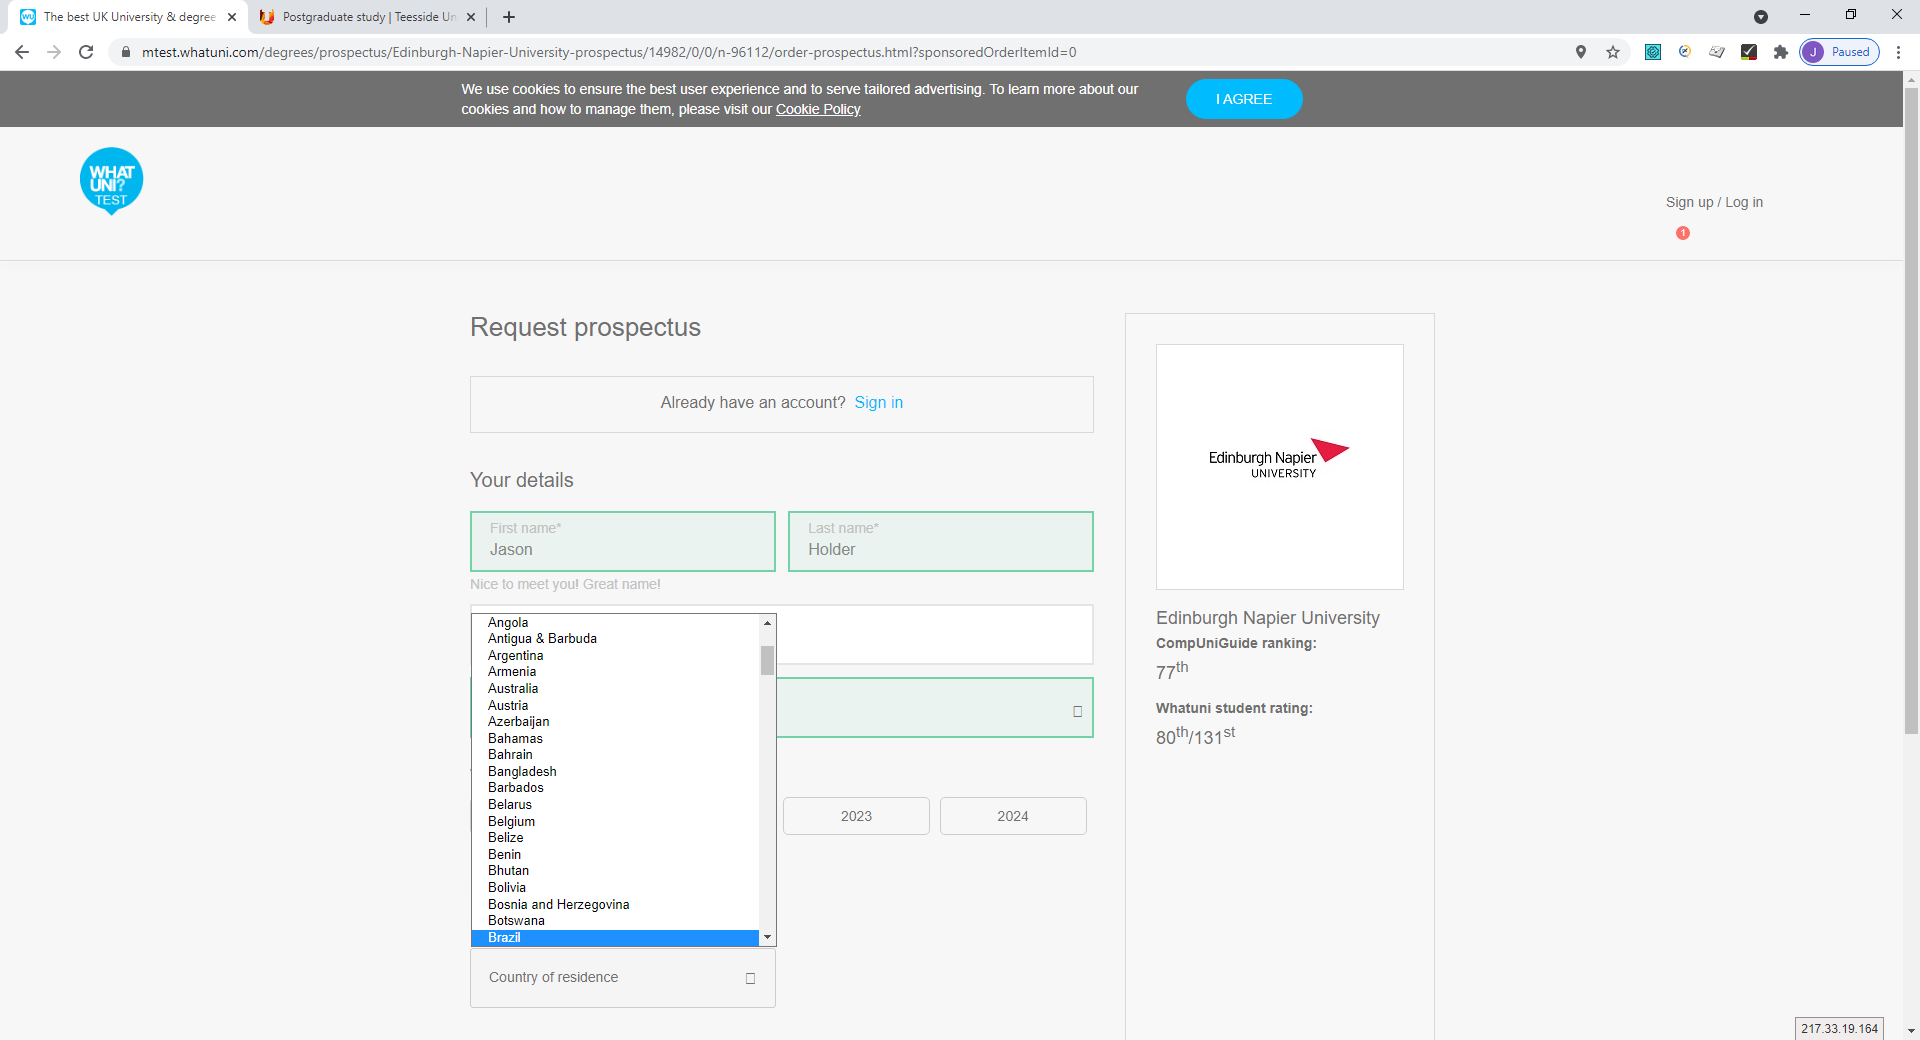 The best UK University & degree
Postgraduate study | Teesside Un
mtest.whatuni.com/degrees/prospectus/Edinburgh-Napier-University-prospectus/14982/0/0/n-96112/order-prospectus.html?sponsoredOrderItemId=0
J Paused
We use cookies to ensure the best user experience and to serve tailored advertising. To learn more about our
cookies and how to manage them, please visit our Cookie Policy
I AGREE
WHAT
UNI?
TEST
Sign up / Log in
1
Request prospectus
Already have an account? Sign in
Your details
First name*
Jason
Last name*
Holder
Nice to meet you! Great name!
Angola
Antigua & Barbuda
Argentina
Armenia
Australia
Austria
Azerbaijan
Bahamas
Bahrain
Bangladesh
Barbados
Belarus
Belgium
Belize
Benin
Bhutan
Bolivia
Bosnia and Herzegovina
Botswana
Brazil
2023
2024
Country of residence
Edinburgh Napier
UNIVERSITY
Edinburgh Napier University
CompUniGuide ranking:
77th
Whatuni student rating:
80th/131st
217.33.19.164